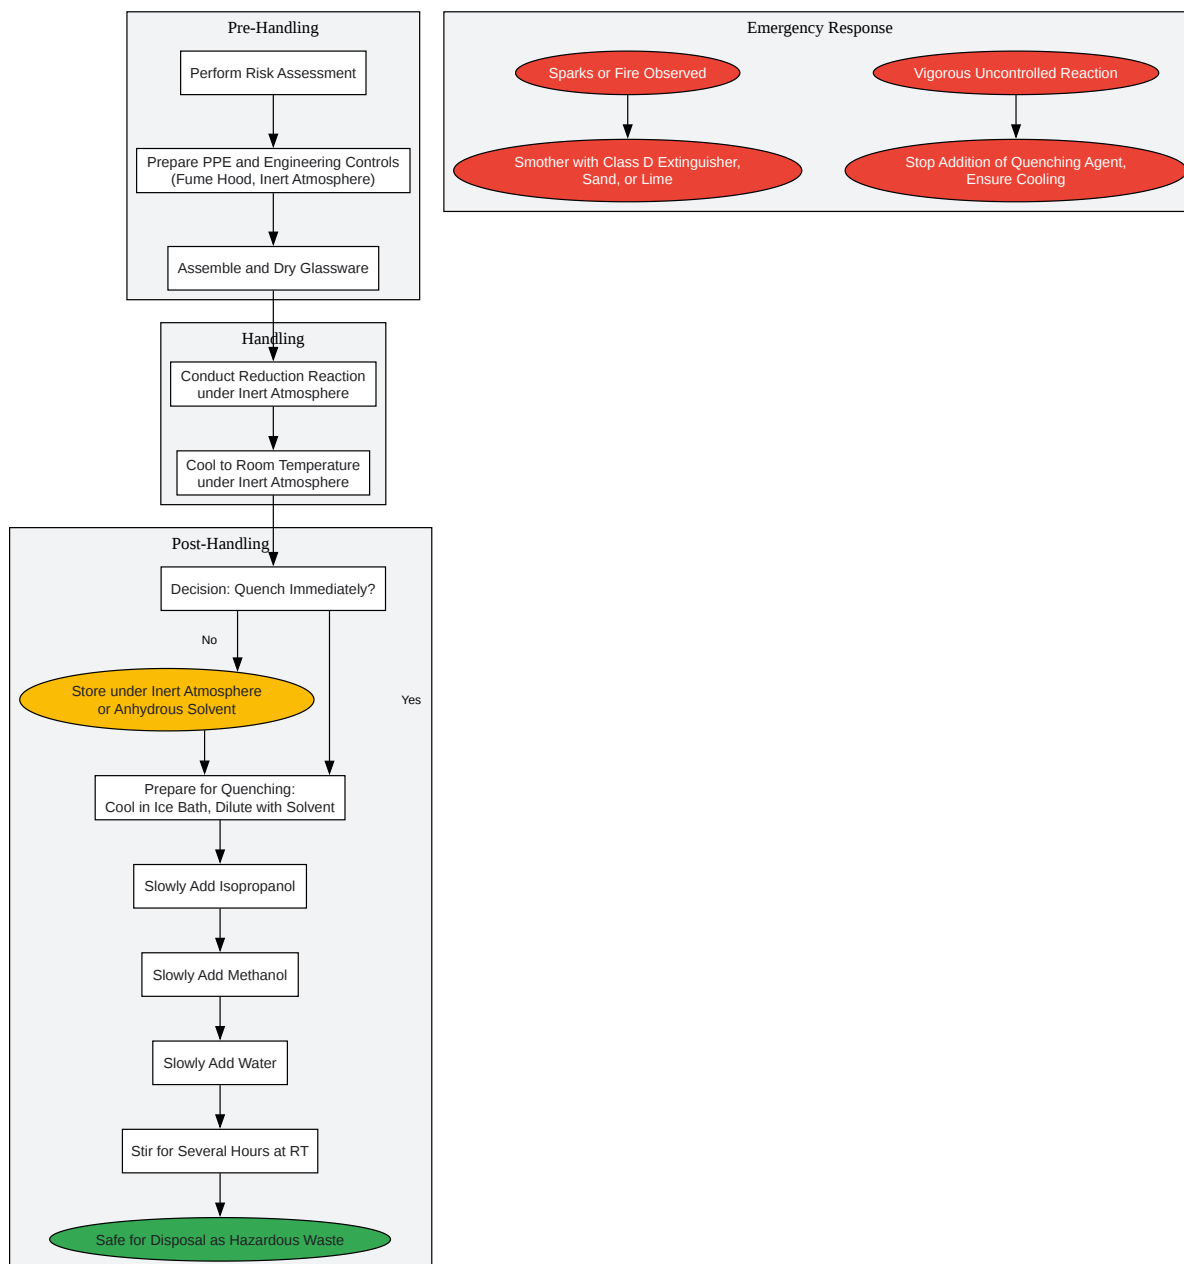 Pre-Handling
Perform Risk Assessment
Prepare PPE and Engineering Controls
(Fume Hood, Inert Atmosphere)
Assemble and Dry Glassware
Emergency Response
Sparks or Fire Observed
Smother with Class D Extinguisher,
Sand, or Lime
Vigorous Uncontrolled Reaction
Stop Addition of Quenching Agent,
Ensure Cooling
Handling
Conduct Reduction Reaction
under Inert Atmosphere
Cool to Room Temperature
under Inert Atmosphere
Post-Handling
Decision: Quench Immediately?
No
Store under Inert Atmosphere
or Anhydrous Solvent
Yes
Prepare for Quenching:
Cool in Ice Bath, Dilute with Solvent
Slowly Add Isopropanol
Slowly Add Methanol
Slowly Add Water
Stir for Several Hours at RT
Safe for Disposal as Hazardous Waste